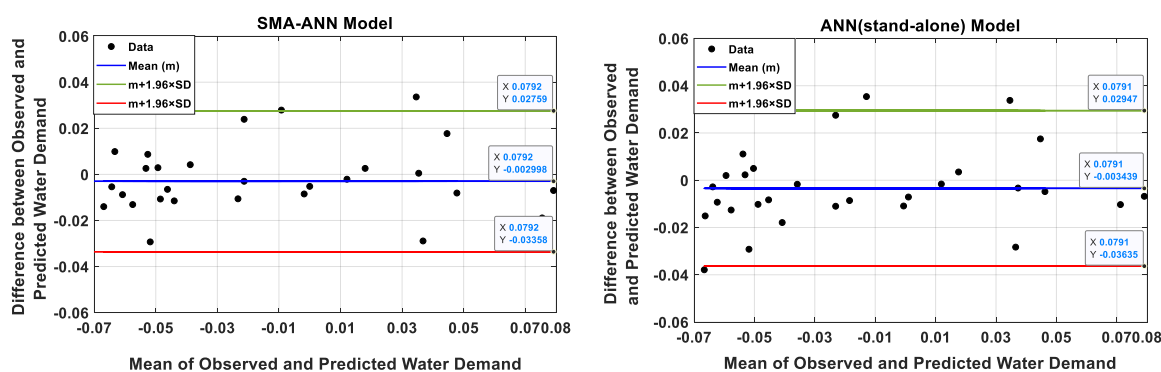 SMA-ANN Model
Difference between Observed and
Predicted Water Demand
0.06
0.04
0.02
0
-0.02
-0.04
-0.06
Data
Mean (m)
m+1.96×SD
m+1.96×SD
X 0.0792
Y 0.02759
X 0.0792
Y -0.002998
X 0.0792
Y -0.03358
-0.07 -0.05 -0.03 -0.01 0.01 0.03 0.05 0.070.08
Mean of Observed and Predicted Water Demand
ANN(stand-alone) Model
Difference between Observed
and Predicted Water Demand
0.06
0.04
0.02
0
-0.02
-0.04
-0.06
Data
Mean (m)
m+1.96×SD
m+1.96×SD
X 0.0791
Y 0.02947
X 0.0791
Y -0.003439
X 0.0791
Y -0.03635
-0.07 -0.05 -0.03 -0.01 0.01 0.03 0.05 0.070.08
Mean of Observed and Predicted Water Demand